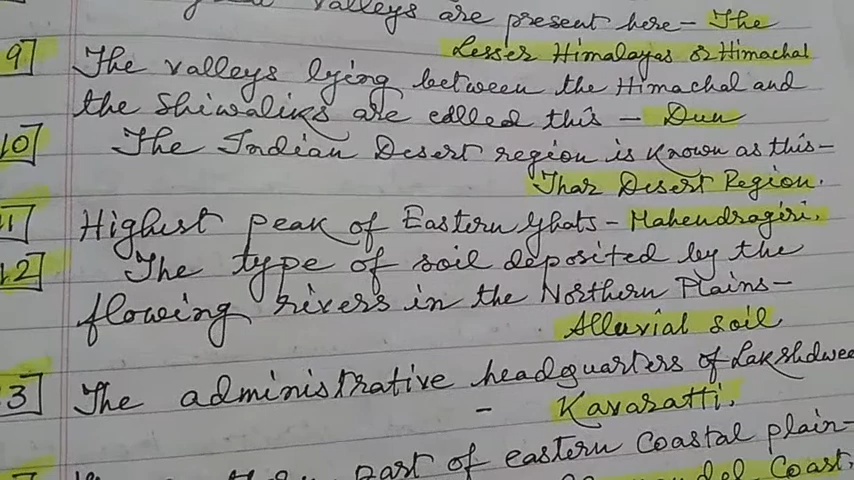 valleys are present here- The
Lesser Himalayas or Himachal
9] The valleys lying between the Himachal and
the Shiwaliks are called this - Dun
10] The Indian Desert region is known as this-
Thar Desert Region.
11] Highest peak of Eastern Ghats - Mahendragiri.
12] The type of soil deposited by the
flowing rivers in the Northern Plains-
Alluvial soil
13] The administrative headquarters of Lakshdwee
- Kavaratti.
part of eastern coastal plain-
Coast.